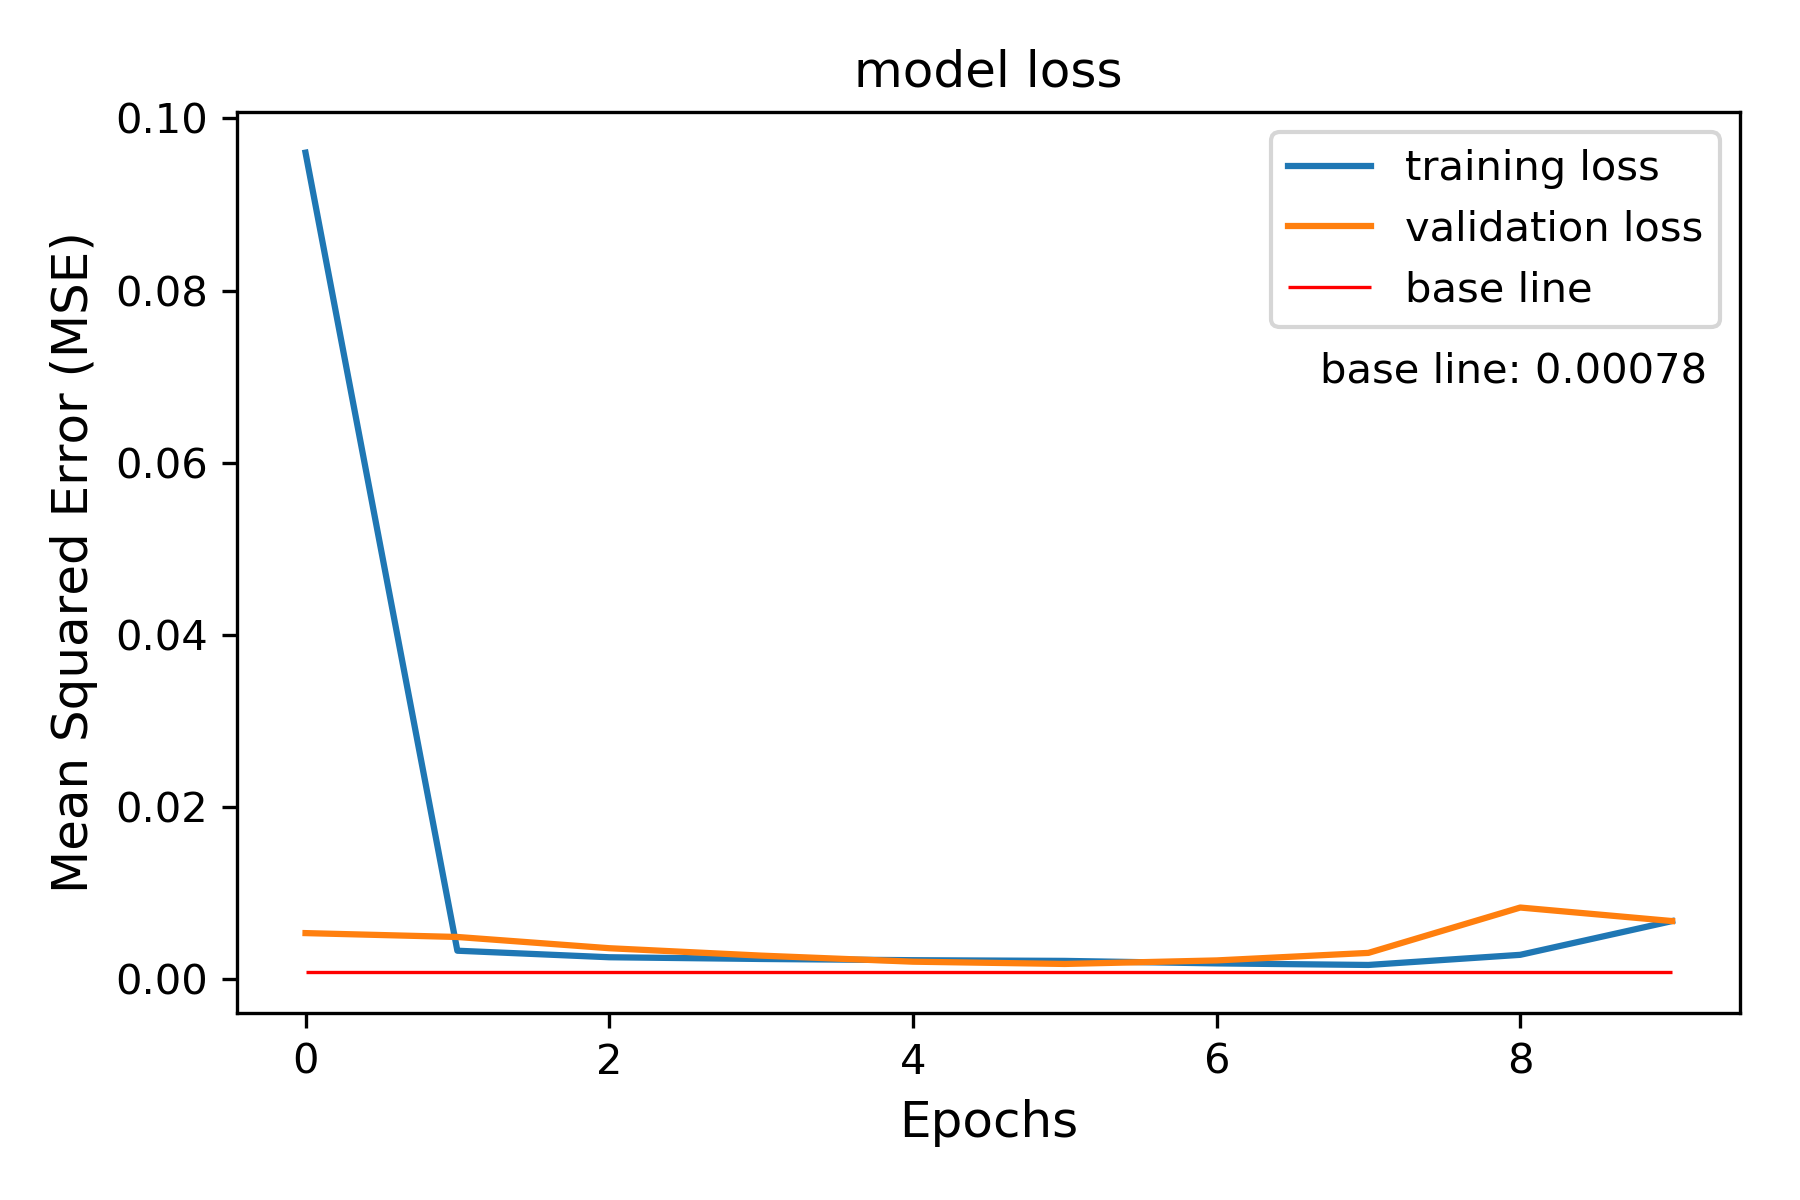 model loss
0.10
0.08
0.06
0.04
0.02
0.00
Mean Squared Error (MSE)
training loss
validation loss
base line
base line: 0.00078
0 2 4 6 8
Epochs